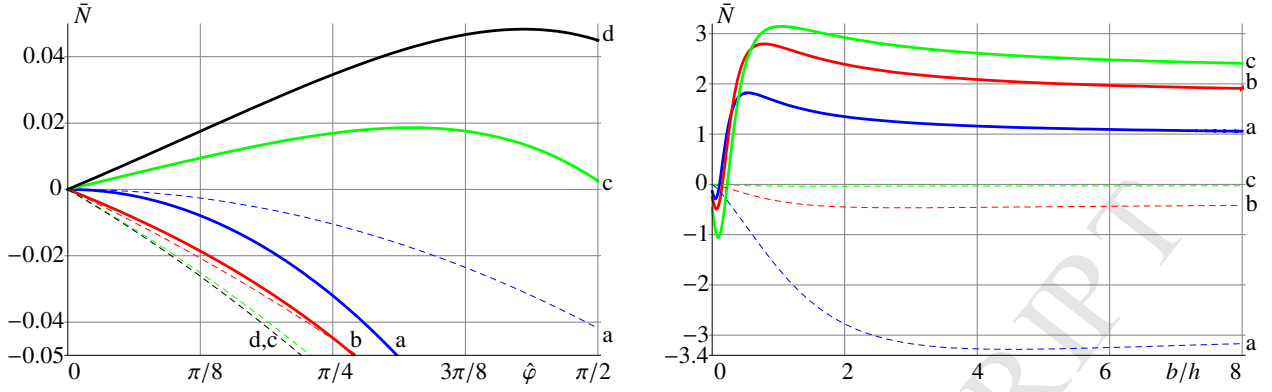 N̄
0.04
0.02
0
−0.02
−0.04
−0.05
d
c
a
d,c
b
a
0
π/8
π/4
3π/8
φ̂
π/2
N̄
3
2
1
0
−1
−2
−3
−3.4
c
b
a
c
b
a
0
2
4
6
b/h
8
RIPT